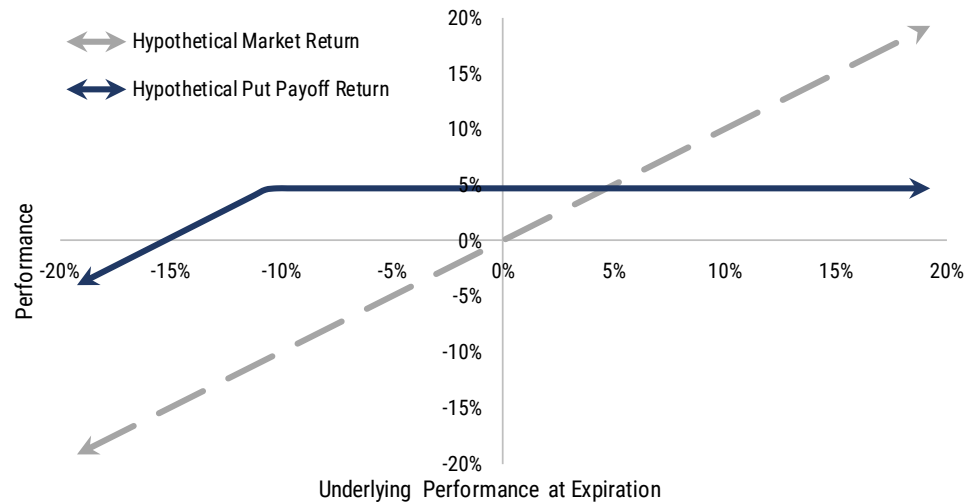 20%
Hypothetical Market Return
15%
Hypothetical Put Payoff Return
10%
5%
0%
-20% -15% -10% -5% 0% 5% 10% 15% 20%
-5%
Performance
-10%
-15%
-20%
Underlying Performance at Expiration